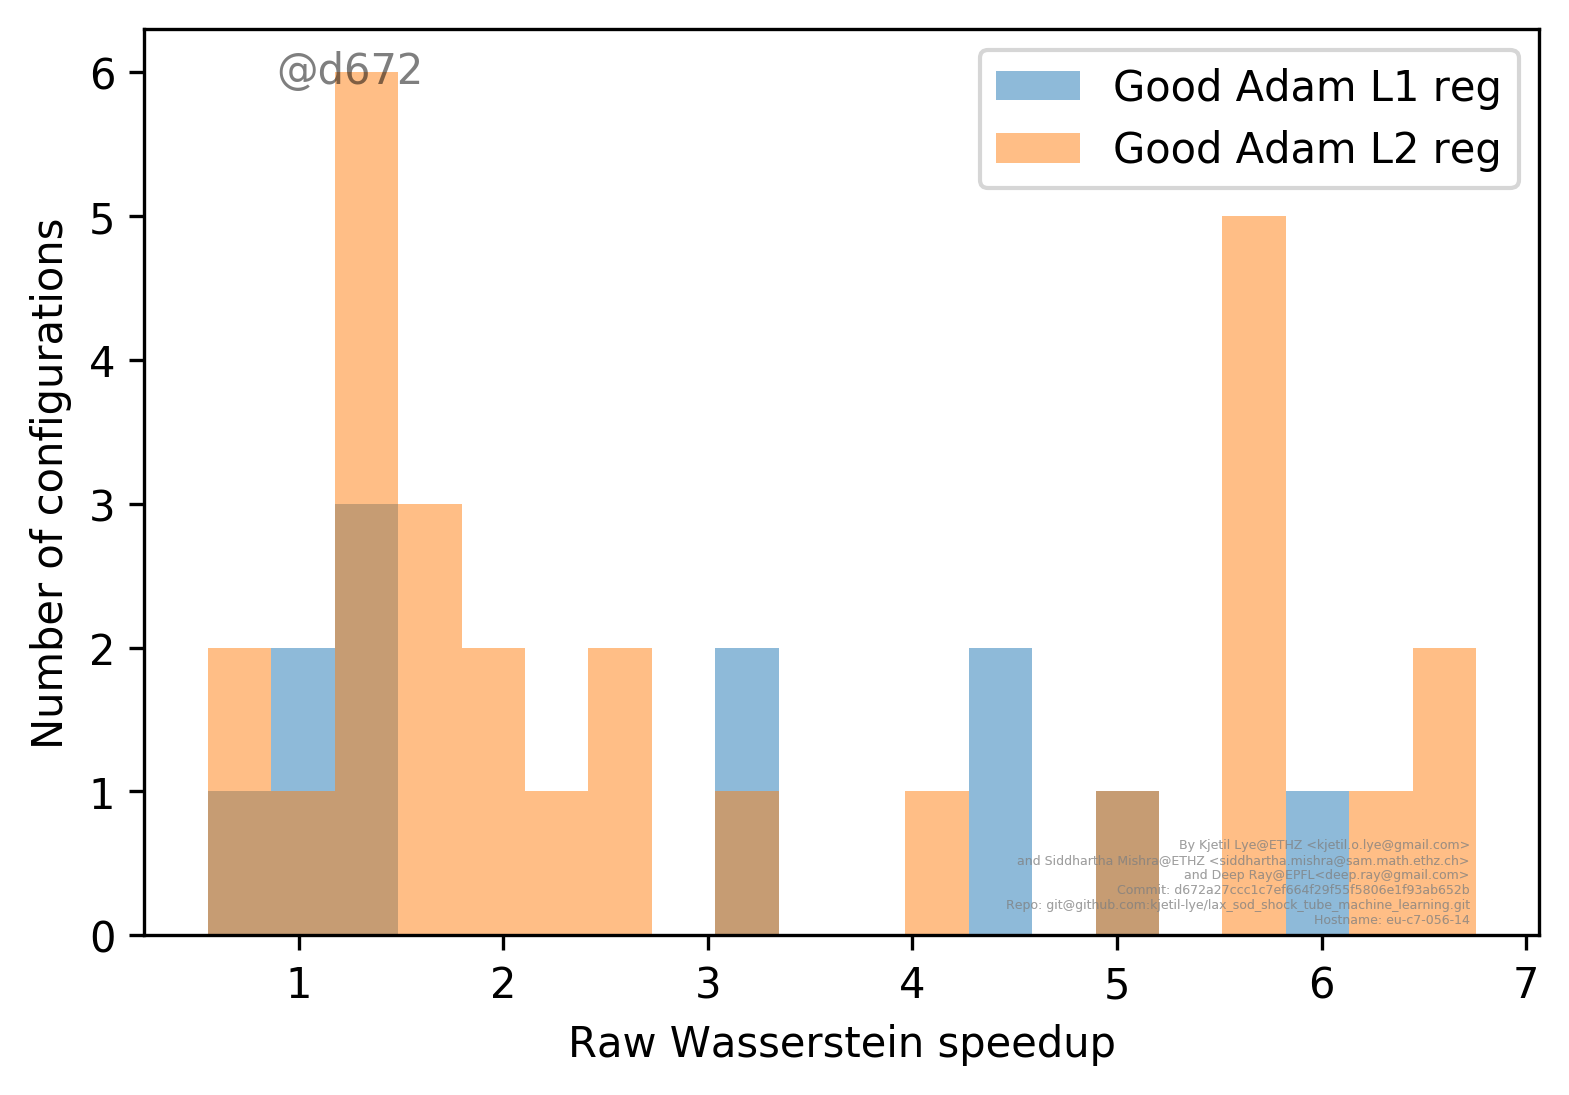 @d672
Good Adam L1 reg
Good Adam L2 reg
Number of configurations
6
5
4
3
2
1
0
1 2 3 4 5 6 7
Raw Wasserstein speedup
By Kjetil Lye@ETHZ <kjetil.o.lye@gmail.com>
and Siddhartha Mishra@ETHZ <siddhartha.mishra@sam.math.ethz.ch>
and Deep Ray@EPFL<deep.ray@gmail.com>
Commit: d672a27ccc1c7ef664f29f55f5806e1f93ab652b
Repo: git@github.com:kjetil-lye/lax_sod_shock_tube_machine_learning.git
Hostname: eu-c7-056-14